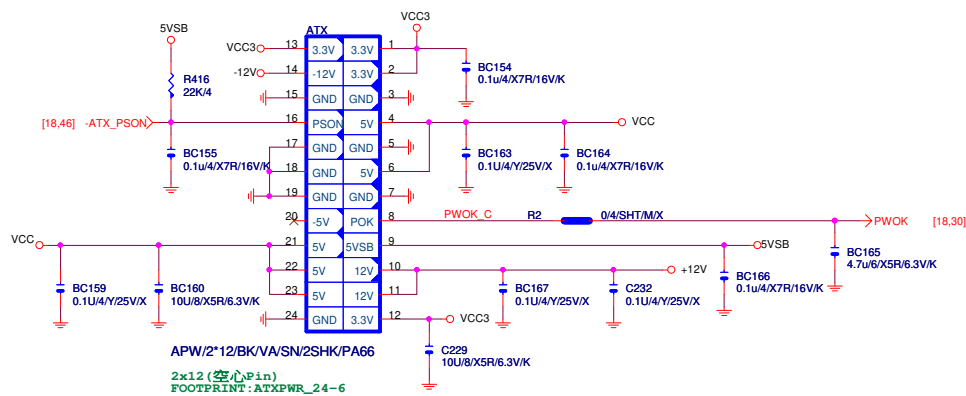 5VSB
R416
22K/4
[18,46] -ATX_PSON
BC155
0.1u/4/X7R/16V/K
VCC3
-12V
ATX
VCC3
13 3.3V 3.3V 1
14 -12V 3.3V 2
15 GND GND 3
16 PSON 5V 4
17 GND GND 5
18 GND 5V 6
19 GND GND 7
20 -5V POK 8
21 5V 5VSB 9
22 5V 12V 10
23 5V 12V 11
24 GND 3.3V 12
BC154
0.1u/4/X7R/16V/K
VCC
BC163
0.1U/4/Y/25V/X
BC164
0.1u/4/X7R/16V/K
PWOK_C
R2
0/4/SHT/M/X
PWOK [18,30]
BC165
4.7u/6/X5R/6.3V/K
5VSB
BC166
0.1u/4/X7R/16V/K
+12V
BC167
0.1U/4/Y/25V/X
C232
0.1U/4/Y/25V/X
VCC3
C229
10U/8/X5R/6.3V/K
VCC
BC159
0.1U/4/Y/25V/X
BC160
10U/8/X5R/6.3V/K
APW/2*12/BK/VA/SN/2SHK/PA66
2x12(空心Pin)
FOOTPRINT:ATXPWR_24-6